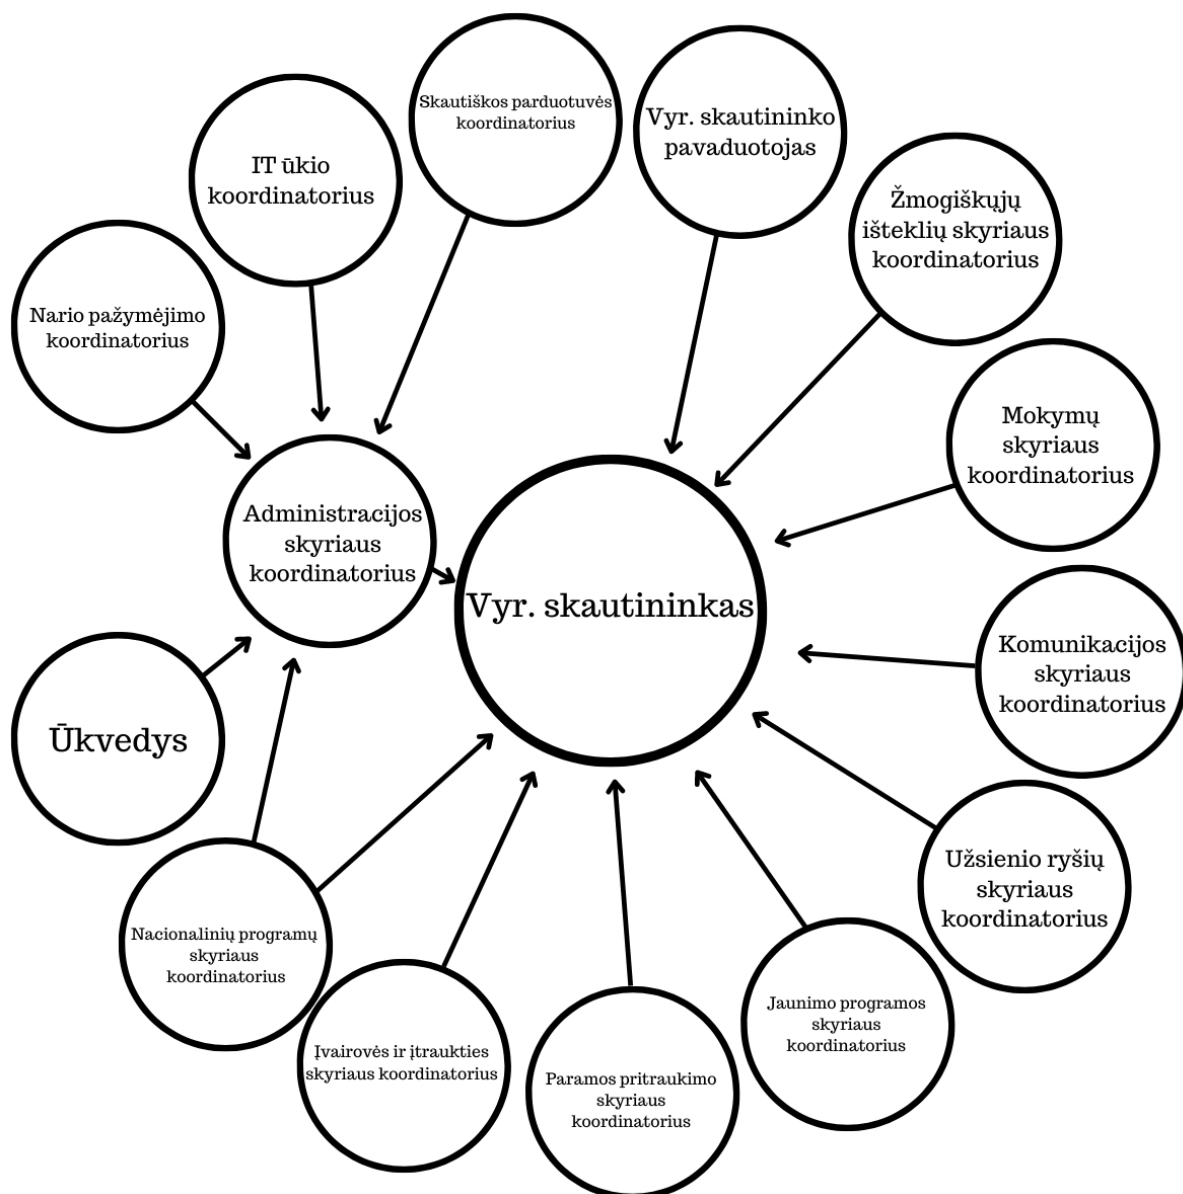 Skautiškos parduotuvės
koordinatorius
Vyr. skautininko
pavaduotojas
IT ūkio
koordinatorius
Žmogiškųjų
išteklių skyriaus
koordinatorius
Nario pažymėjimo
koordinatorius
Mokymų
skyriaus
koordinatorius
Administracijos
skyriaus
koordinatorius
Vyr. skautininkas
Komunikacijos
skyriaus
koordinatorius
Ūkvedys
Užsienio ryšių
skyriaus
koordinatorius
Nacionalinių programų
skyriaus
koordinatorius
Jaunimo programos
skyriaus
koordinatorius
Įvairovės ir įtraukties
skyriaus koordinatorius
Paramos pritraukimo
skyriaus
koordinatorius